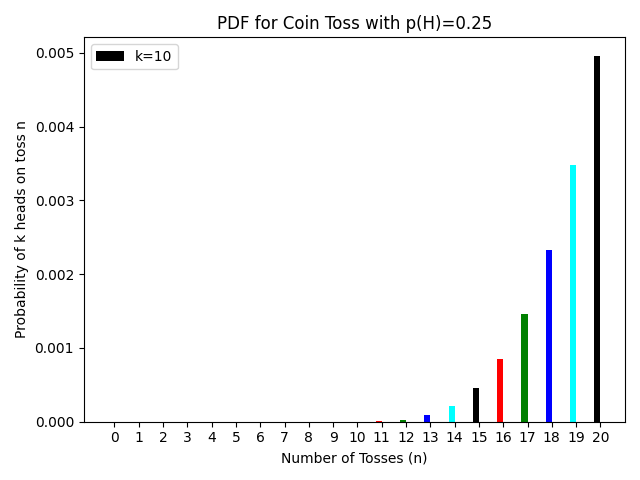 PDF for Coin Toss with p(H)=0.25
k=10
Probability of k heads on toss n
0.005
0.004
0.003
0.002
0.001
0.000
0 1 2 3 4 5 6 7 8 9 10 11 12 13 14 15 16 17 18 19 20
Number of Tosses (n)